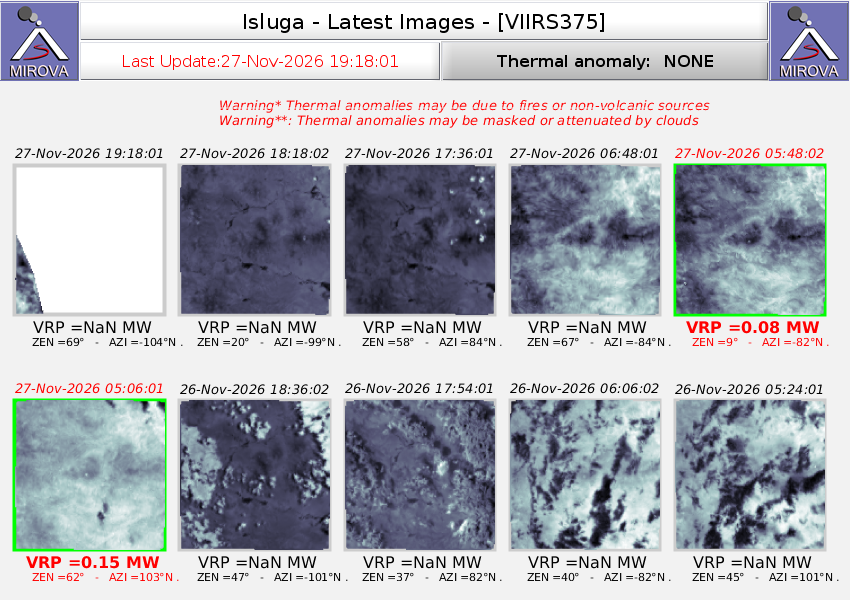 MIROVA
Isluga - Latest Images - [VIIRS375]
MIROVA
Last Update:27-Nov-2026 19:18:01
Thermal anomaly: NONE
Warning* Thermal anomalies may be due to fires or non-volcanic sources
Warning**: Thermal anomalies may be masked or attenuated by clouds
27-Nov-2026 19:18:01 27-Nov-2026 18:18:02 27-Nov-2026 17:36:01 27-Nov-2026 06:48:01 27-Nov-2026 05:48:02
VRP =NaN MW VRP =NaN MW VRP =NaN MW VRP =NaN MW VRP =0.08 MW
ZEN =69° - AZI =-104°N . ZEN =20° - AZI =-99°N . ZEN =58° - AZI =84°N . ZEN =67° - AZI =-84°N . ZEN =9° - AZI =-82°N .
27-Nov-2026 05:06:01 26-Nov-2026 18:36:02 26-Nov-2026 17:54:01 26-Nov-2026 06:06:02 26-Nov-2026 05:24:01
VRP =0.15 MW VRP =NaN MW VRP =NaN MW VRP =NaN MW VRP =NaN MW
ZEN =62° - AZI =103°N . ZEN =47° - AZI =-101°N . ZEN =37° - AZI =82°N . ZEN =40° - AZI =-82°N . ZEN =45° - AZI =101°N .